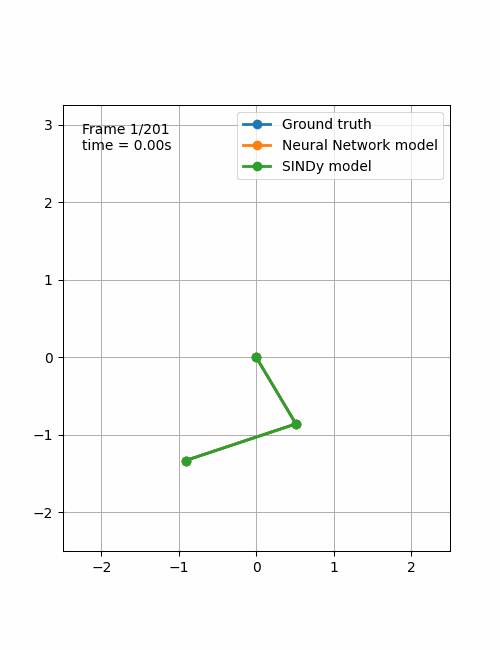 Frame 1/201
time = 0.00s
Ground truth
Neural Network model
SINDy model
3
2
1
0
−1
−2
−2
−1
0
1
2